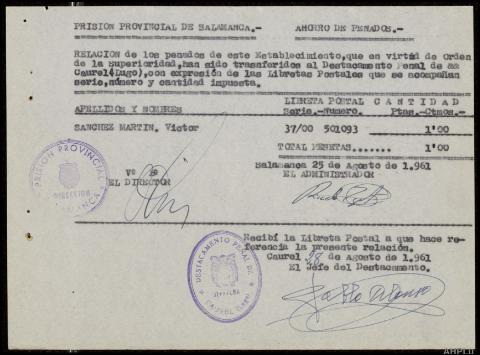 PRISION PROVINCIAL DE SALAMANCA.- AHORRO DE PENADOS.-
RELACION de los penados de este Establecimiento, que en virtud de Orden
de la Superioridad, han sido transferidos al Destacamento Penal de
Caurel(Lugo), con expresión de las Libretas Postales que se acompañan
serie, número y cantidad impuesta.
LIBRETA POSTAL CANTIDAD
APELLIDOS Y NOMBRES Serie.-Numero. Ptas.-Ctmos.-
SANCHEZ MARTIN, Victor 37/00 501093 1'00
TOTAL PESETAS....... 1'00
Salamanca 25 de Agosto de 1.961
Vº Bº
EL DIRECTOR
EL ADMINISTRADOR
PRISION PROVINCIAL
DIRECCION
SALAMANCA
Recibí la Libreta Postal a que hace re-
ferencia la presente relación.
Caurel 28 de Agosto de 1.961
El Jefe del Destacamento.
DESTACAMENTO PENAL DE
CAUREL